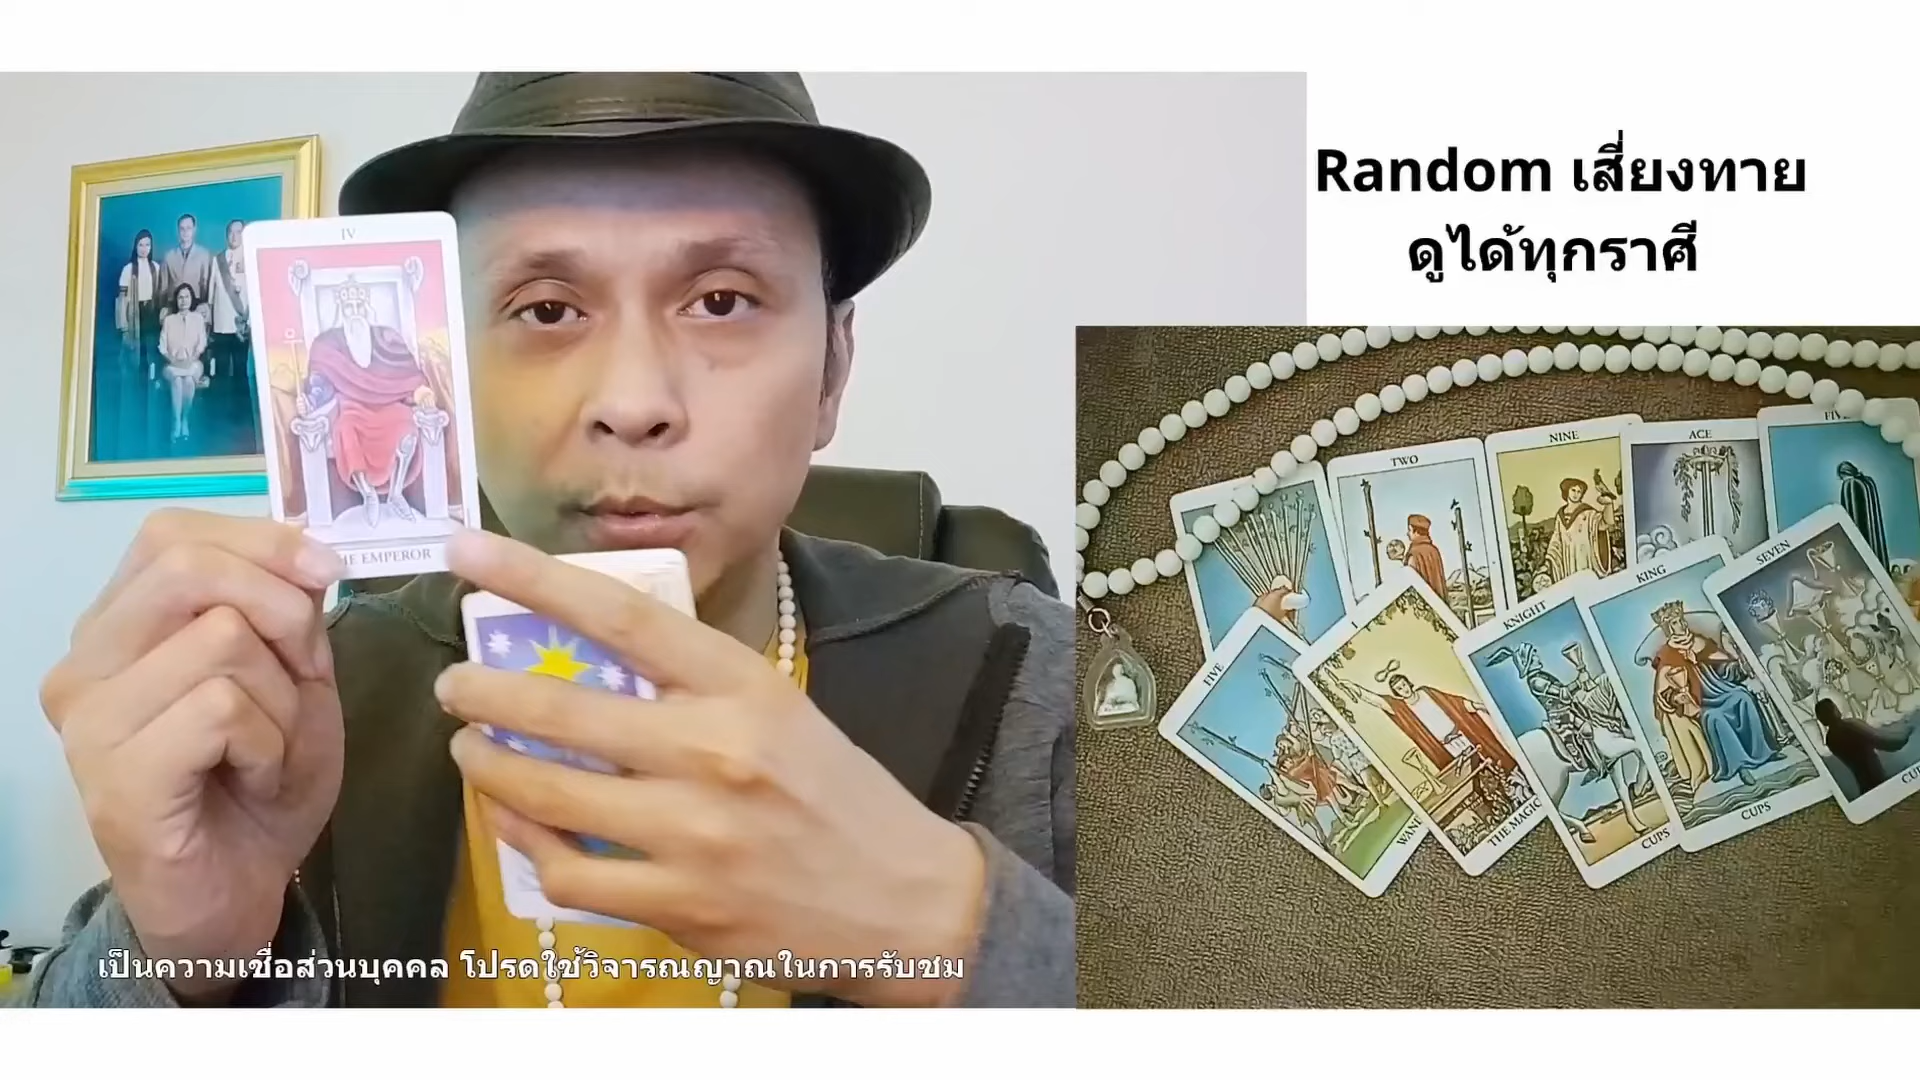 Random เสี่ยงทาย
ดูได้ทุกราศี
IV
THE EMPEROR
เป็นความเชื่อส่วนบุคคล โปรดใช้วิจารณญาณในการรับชม
TWO
NINE
ACE
FIVE
FIVE
I
KNIGHT
KING
SEVEN
THE MAGIC
CUPS
CUPS